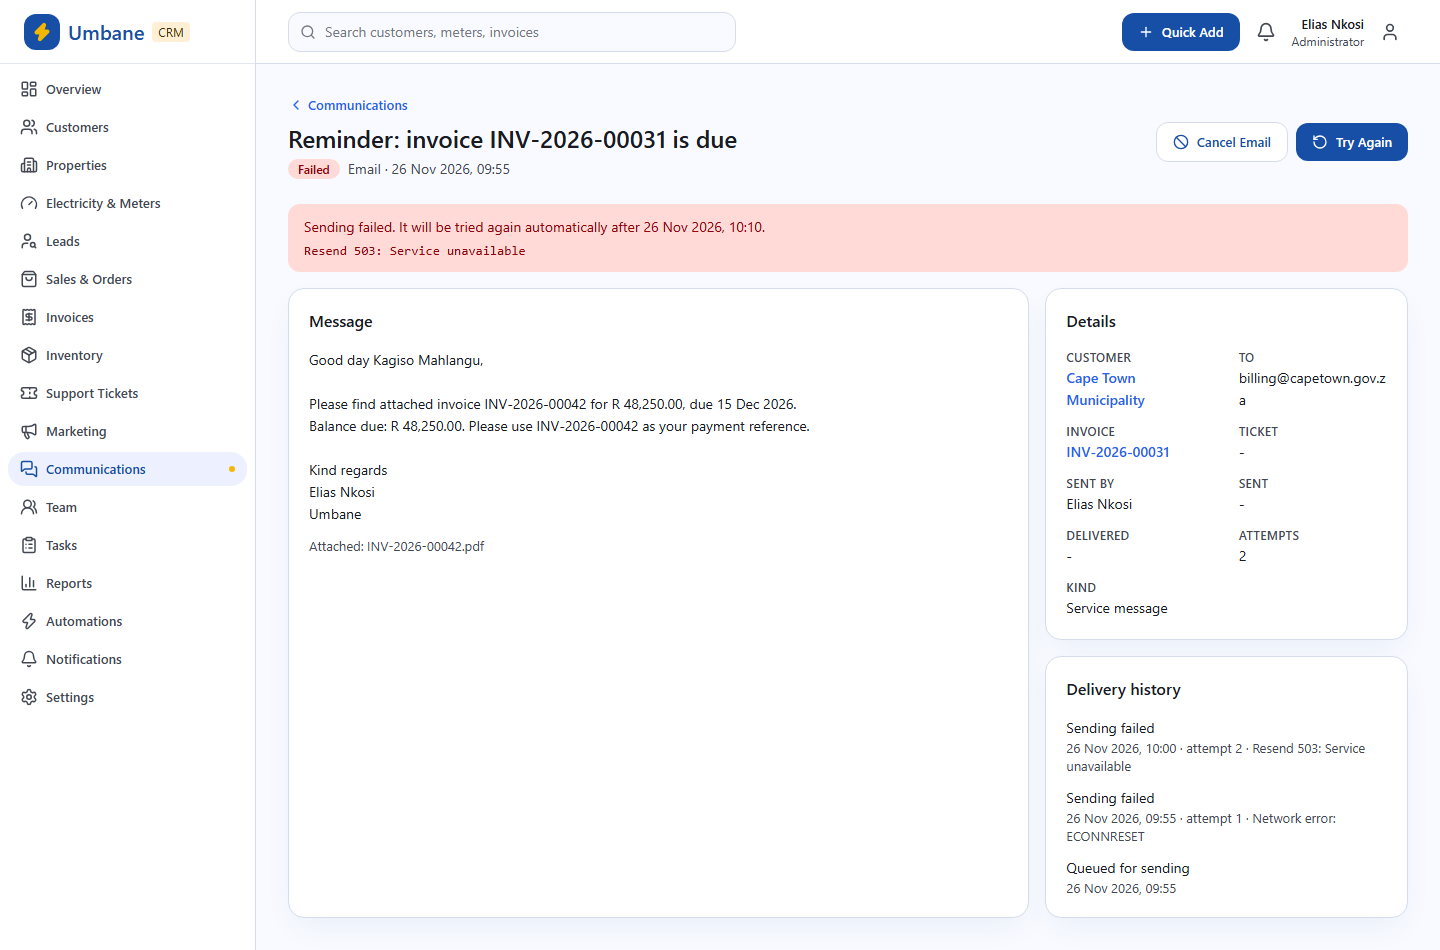 Umbane CRM
Search customers, meters, invoices
Quick Add
Elias Nkosi
Administrator
Overview
Customers
Properties
Electricity & Meters
Leads
Sales & Orders
Invoices
Inventory
Support Tickets
Marketing
Communications
Team
Tasks
Reports
Automations
Notifications
Settings
Communications
Reminder: invoice INV-2026-00031 is due
Failed Email · 26 Nov 2026, 09:55
Cancel Email
Try Again
Sending failed. It will be tried again automatically after 26 Nov 2026, 10:10.
Resend 503: Service unavailable
Message
Good day Kagiso Mahlangu,
Please find attached invoice INV-2026-00042 for R 48,250.00, due 15 Dec 2026.
Balance due: R 48,250.00. Please use INV-2026-00042 as your payment reference.
Kind regards
Elias Nkosi
Umbane
Attached: INV-2026-00042.pdf
Details
CUSTOMER
Cape Town
Municipality
TO
billing@capetown.gov.z
a
INVOICE
INV-2026-00031
TICKET
-
SENT BY
Elias Nkosi
SENT
-
DELIVERED
-
ATTEMPTS
2
KIND
Service message
Delivery history
Sending failed
26 Nov 2026, 10:00 · attempt 2 · Resend 503: Service
unavailable
Sending failed
26 Nov 2026, 09:55 · attempt 1 · Network error:
ECONNRESET
Queued for sending
26 Nov 2026, 09:55